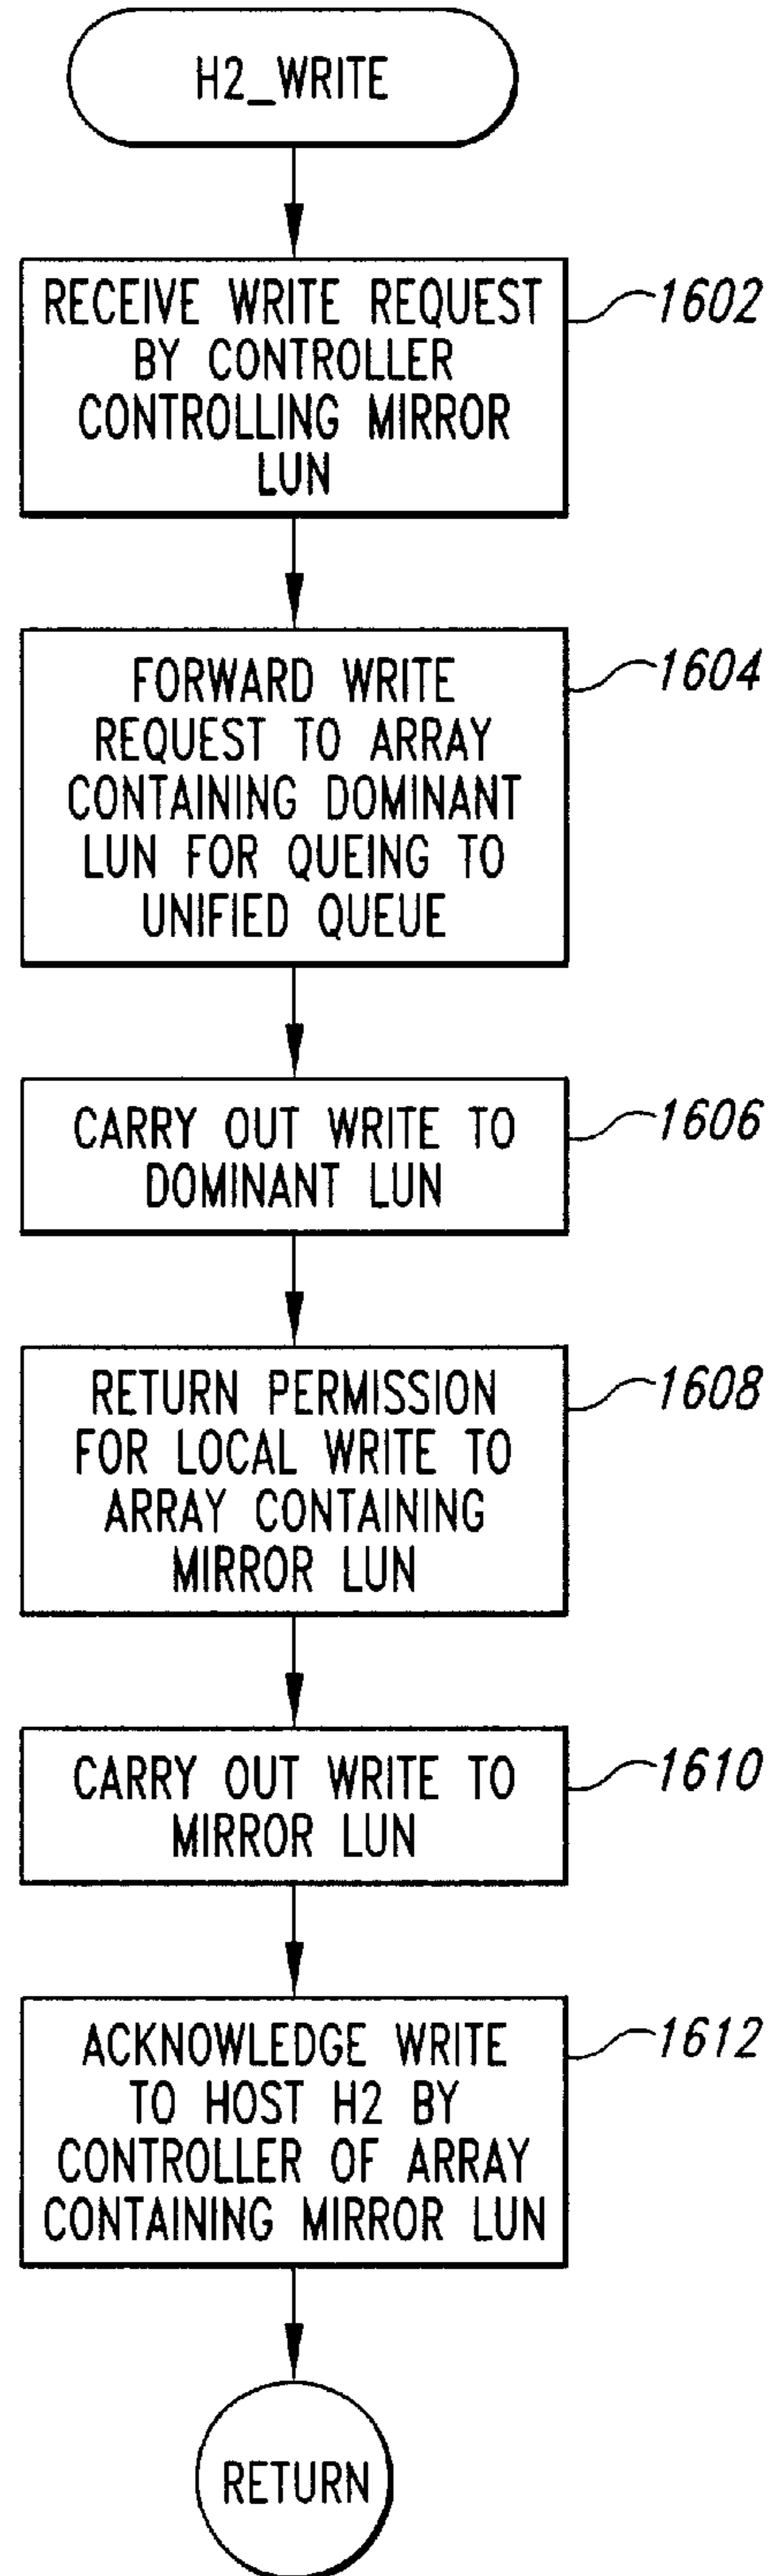 H2_WRITE
RECEIVE WRITE REQUEST
BY CONTROLLER
CONTROLLING MIRROR
LUN
1602
FORWARD WRITE
REQUEST TO ARRAY
CONTAINING DOMINANT
LUN FOR QUEING TO
UNIFIED QUEUE
1604
CARRY OUT WRITE TO
DOMINANT LUN
1606
RETURN PERMISSION
FOR LOCAL WRITE TO
ARRAY CONTAINING
MIRROR LUN
1608
CARRY OUT WRITE TO
MIRROR LUN
1610
ACKNOWLEDGE WRITE
TO HOST H2 BY
CONTROLLER OF ARRAY
CONTAINING MIRROR LUN
1612
RETURN